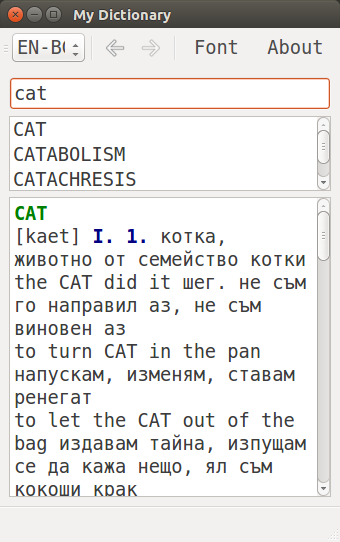 My Dictionary
EN-BG
Font
About
cat
CAT
CATABOLISM
CATACHRESIS
CAT
[kaet] I. 1. котка,
животно от семейство котки
the CAT did it шег. не съм
го направил аз, не съм
виновен аз
to turn CAT in the pan
напускам, изменям, ставам
ренегат
to let the CAT out of the
bag издавам тайна, изпущам
се да кажа нещо, ял съм
кокоши крак